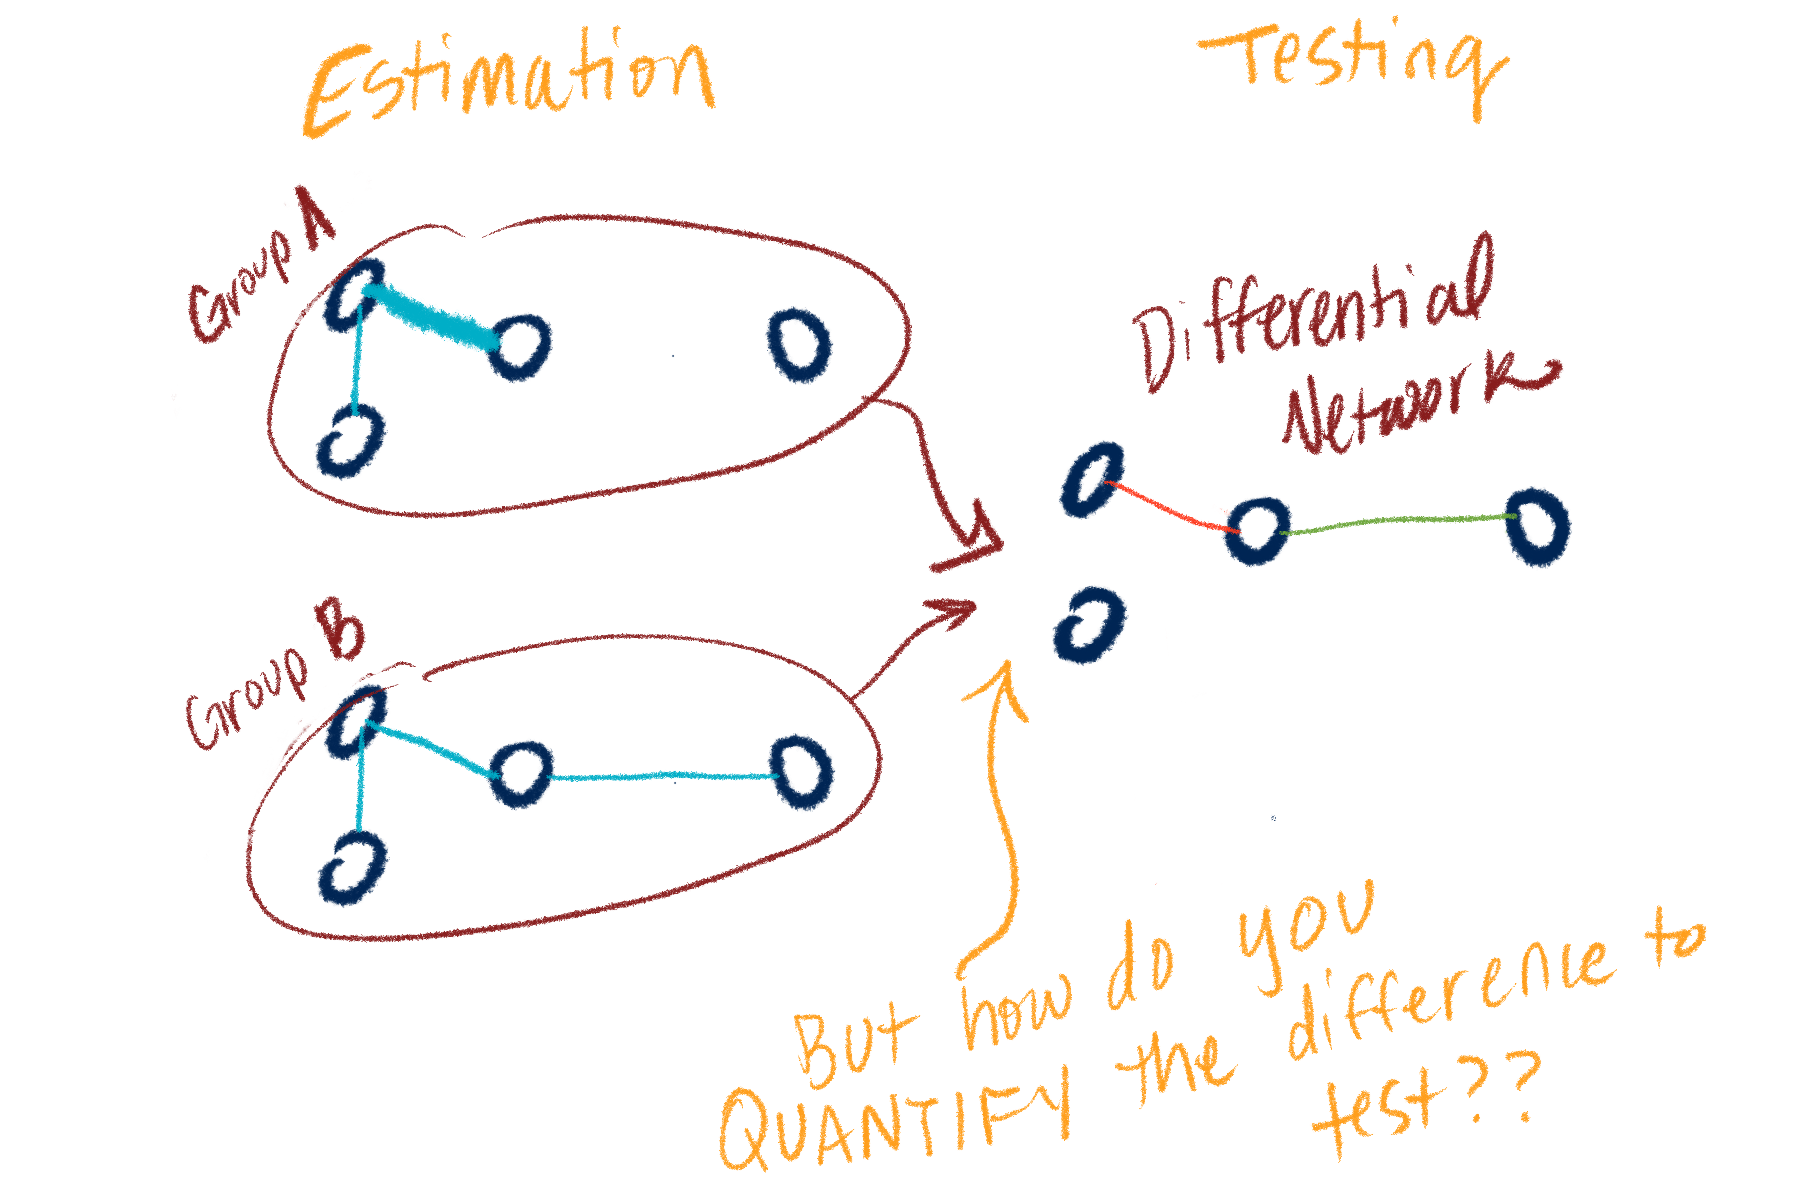 Estimation
Testing
Group A
Differential
Network
Group B
But how do you
QUANTIFY the difference to
test??